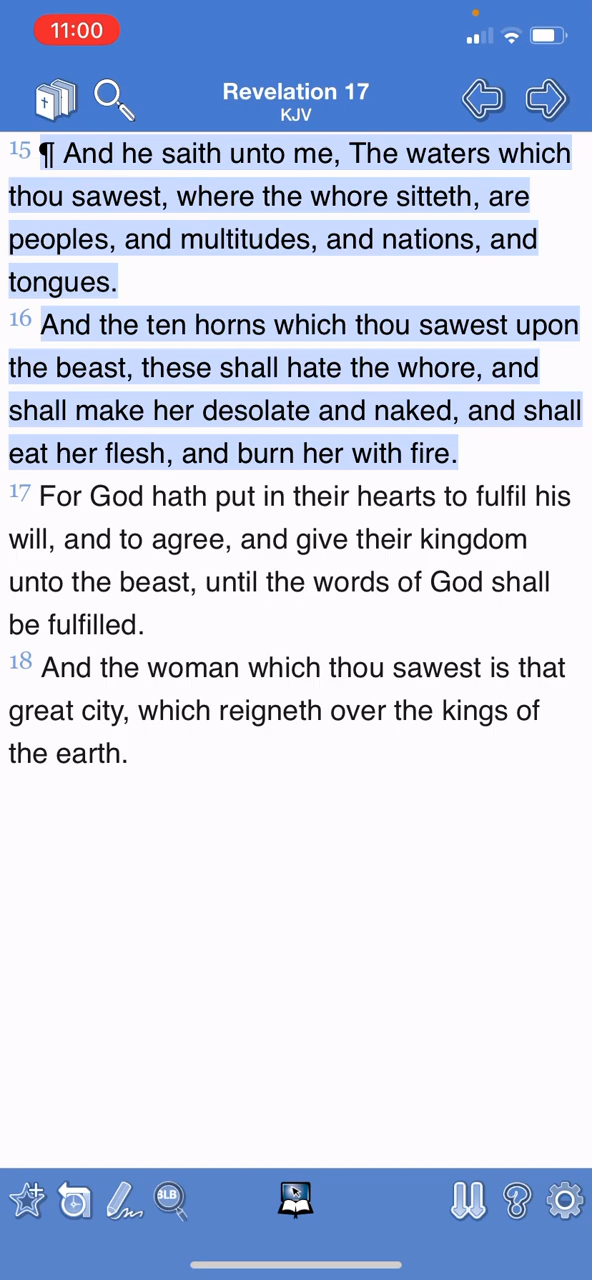 11:00
Revelation 17
KJV
15 ¶ And he saith unto me, The waters which
thou sawest, where the whore sitteth, are
peoples, and multitudes, and nations, and
tongues.
16 And the ten horns which thou sawest upon
the beast, these shall hate the whore, and
shall make her desolate and naked, and shall
eat her flesh, and burn her with fire.
17 For God hath put in their hearts to fulfil his
will, and to agree, and give their kingdom
unto the beast, until the words of God shall
be fulfilled.
18 And the woman which thou sawest is that
great city, which reigneth over the kings of
the earth.
BLB